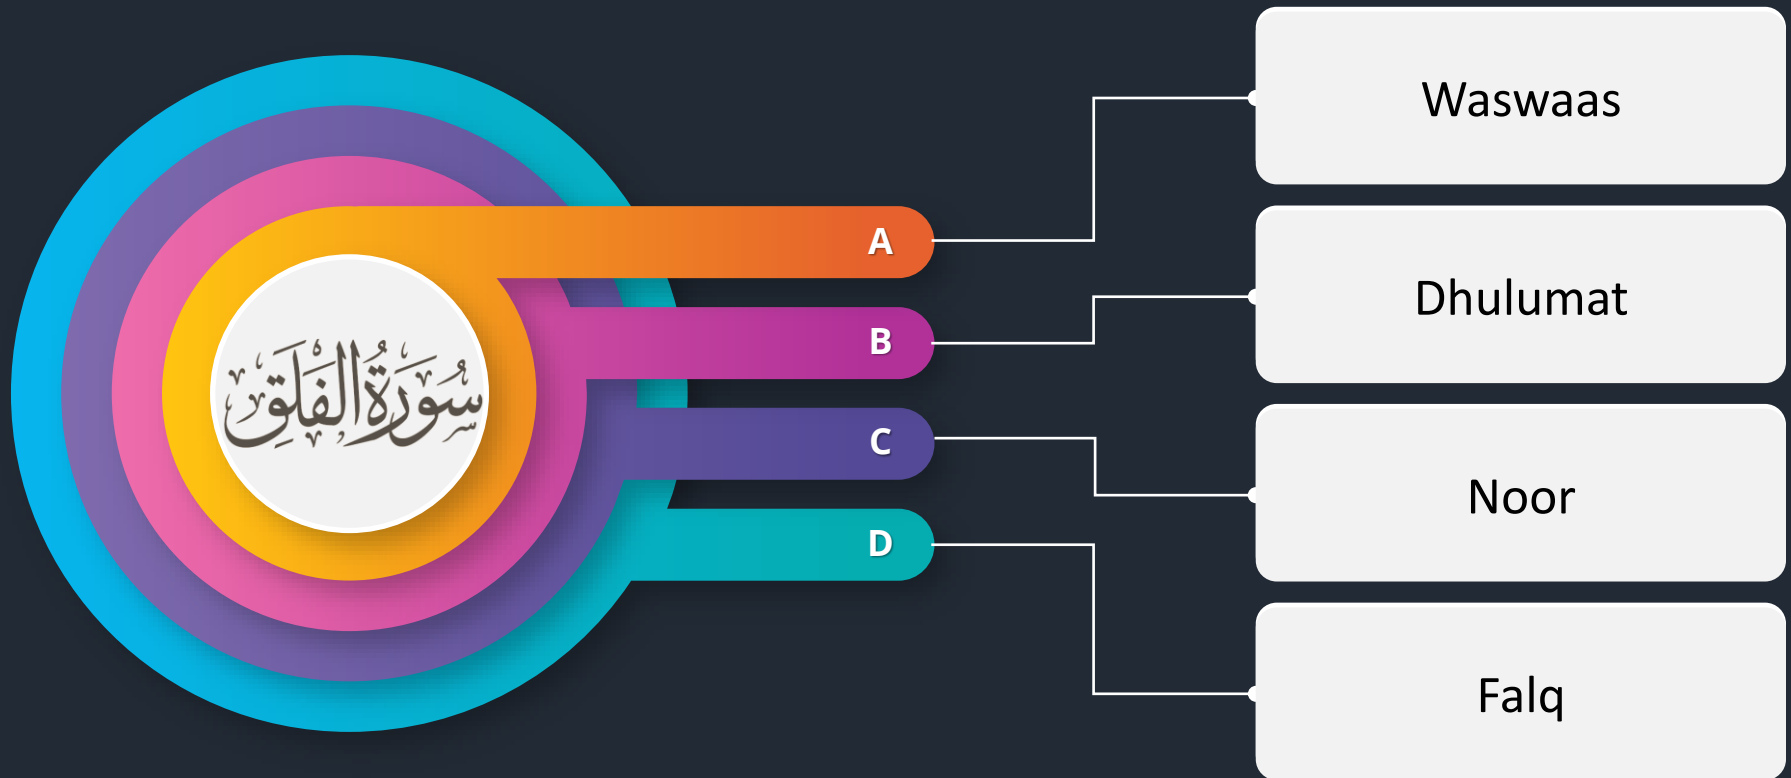 سُورَةُ الفَلَقِ
A
Waswaas
B
Dhulumat
C
Noor
D
Falq